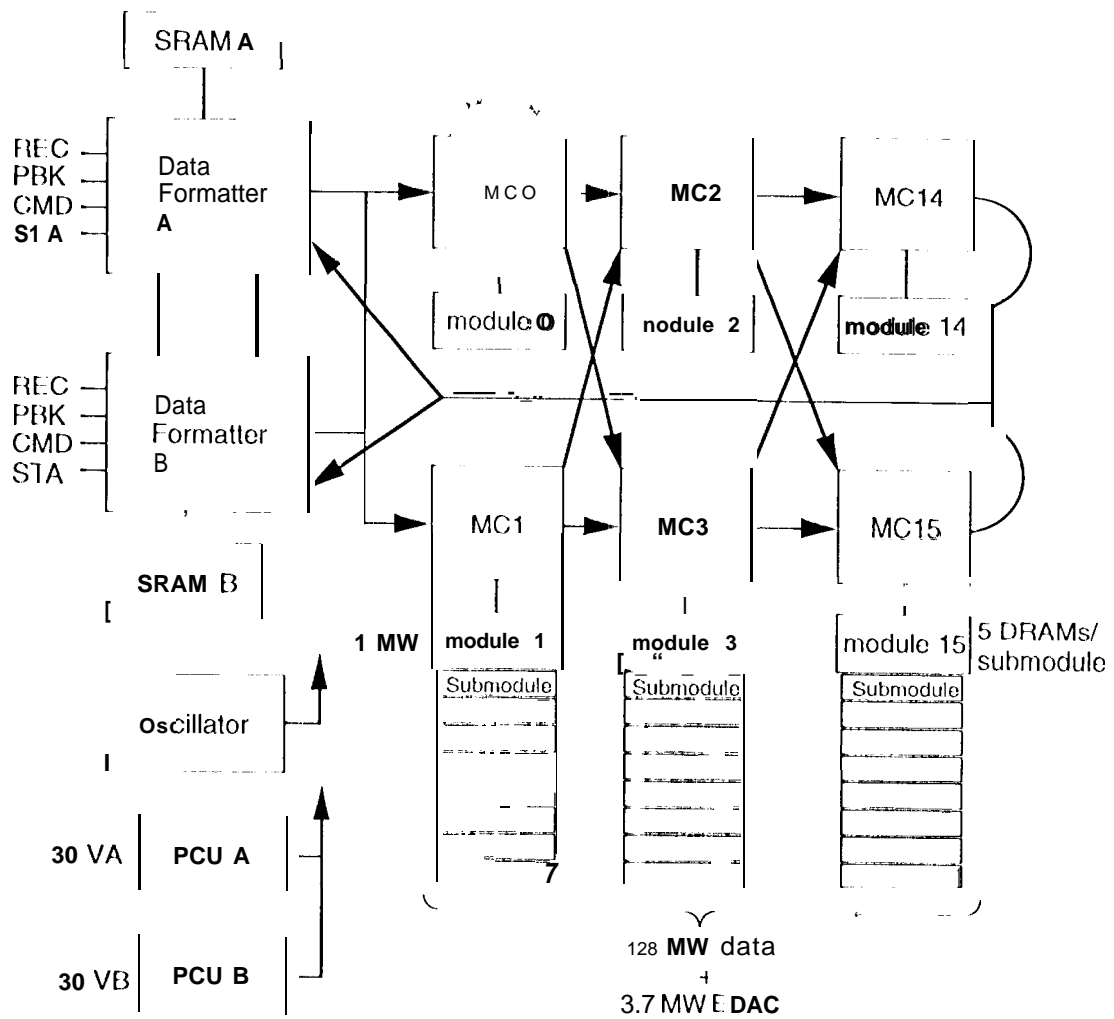 SRAM A
REC
PBK
CMD
S1 A
Data
Formatter
A
MCO
MC2
MC14
module 0
nodule 2
module 14
REC
PBK
CMD
STA
Data
Formatter
B
MC1
MC3
MC15
SRAM B
1 MW
module 1
module 3
module 15
5 DRAMs/
submodule
Submodule
Submodule
Submodule
Oscillator
7
30 VA
PCU A
30 VB
PCU B
128 MW data
+
3.7 MW EDAC